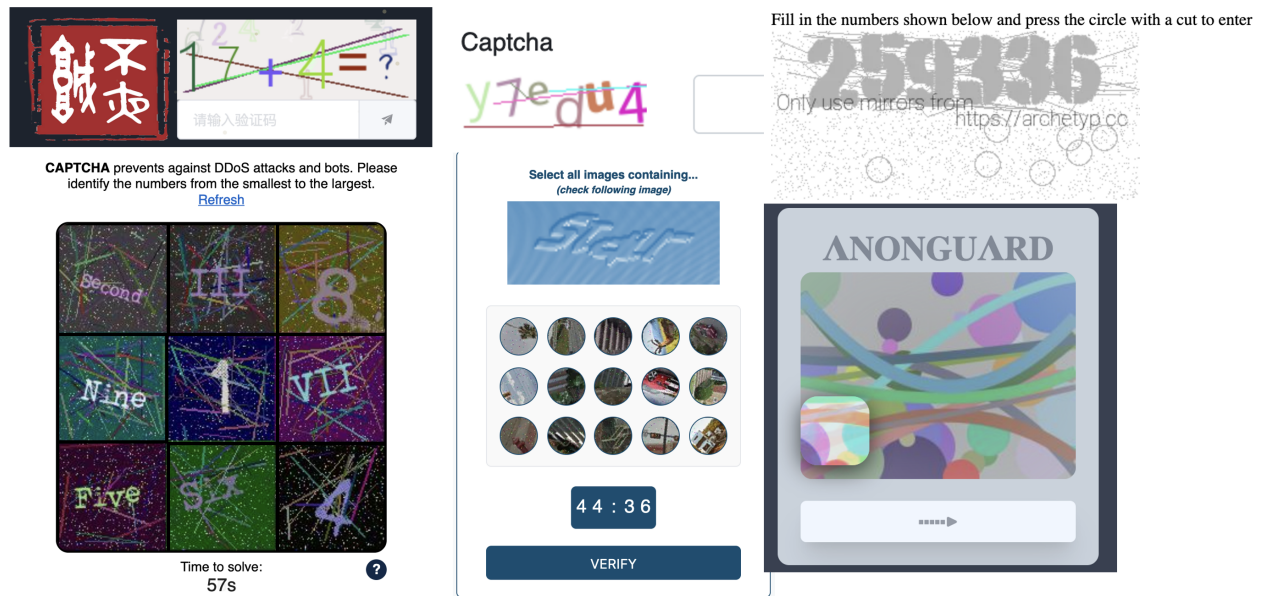 17 + 4 = ?
请输入验证码
CAPTCHA prevents against DDoS attacks and bots. Please
identify the numbers from the smallest to the largest.
Refresh
Second III 8
Nine 1 VII
Five Six 4
Time to solve:
57s
?
Captcha
y7edu4
Select all images containing...
(check following image)
44:36
VERIFY
Fill in the numbers shown below and press the circle with a cut to enter
259336
Only use mirrors from
https://archetyp.cc
ANONGUARD